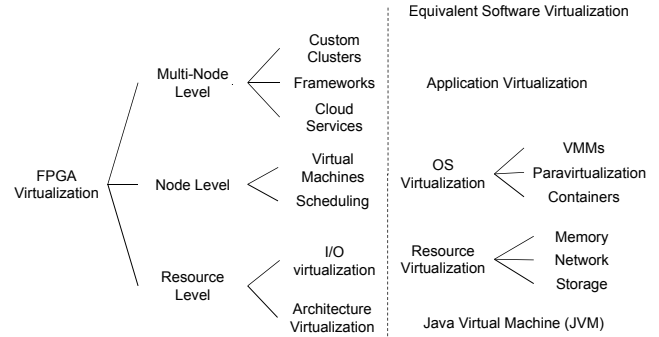 Equivalent Software Virtualization
Custom
Clusters
Multi-Node
Level
Frameworks
Cloud
Services
Application Virtualization
FPGA
Virtualization
Node Level
Virtual
Machines
Scheduling
OS
Virtualization
VMMs
Paravirtualization
Containers
Resource
Level
I/O
virtualization
Architecture
Virtualization
Resource
Virtualization
Memory
Network
Storage
Java Virtual Machine (JVM)